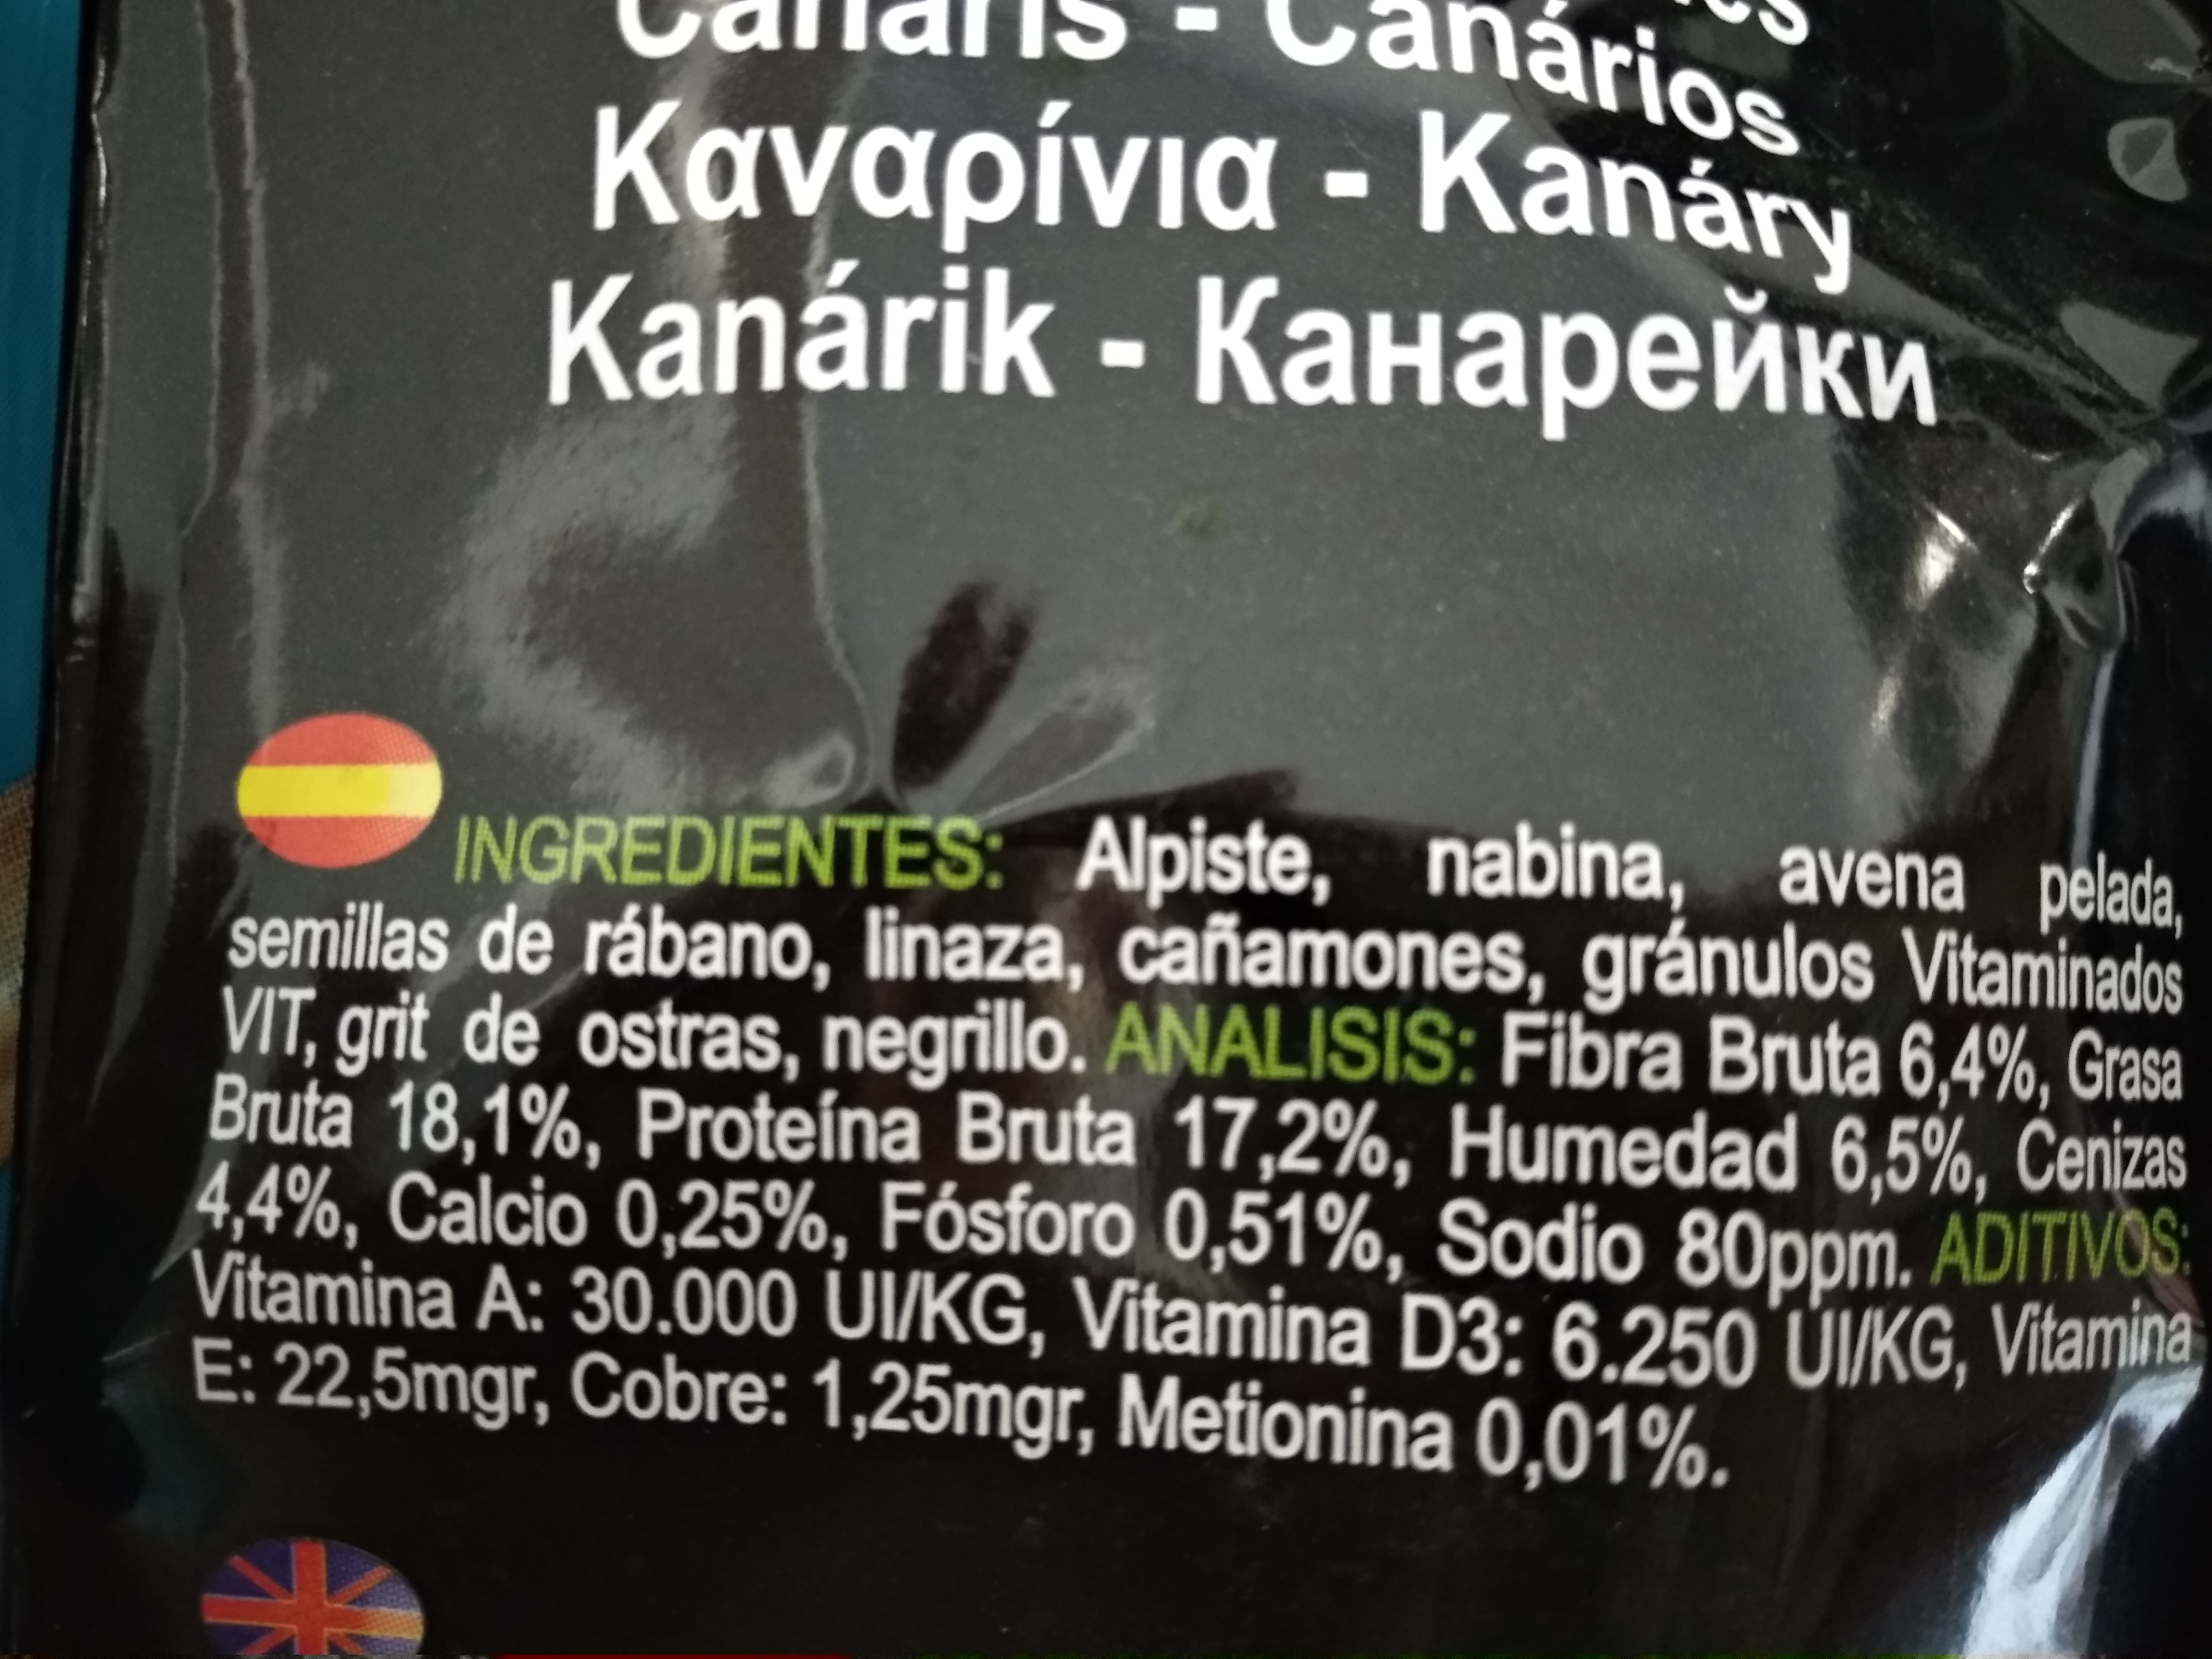 Canaris - Canários
Καναρίνια - Kanáry
Kanárik - Канарейки
INGREDIENTES: Alpiste, nabina, avena pelada,
semillas de rábano, linaza, cañamones, gránulos Vitaminados
VIT, grit de ostras, negrillo. ANALISIS: Fibra Bruta 6,4%, Grasa
Bruta 18,1%, Proteína Bruta 17,2%, Humedad 6,5%, Cenizas
4,4%, Calcio 0,25%, Fósforo 0,51%, Sodio 80ppm. ADITIVOS:
Vitamina A: 30.000 UI/KG, Vitamina D3: 6.250 UI/KG, Vitamina
E: 22,5mgr, Cobre: 1,25mgr, Metionina 0,01%.